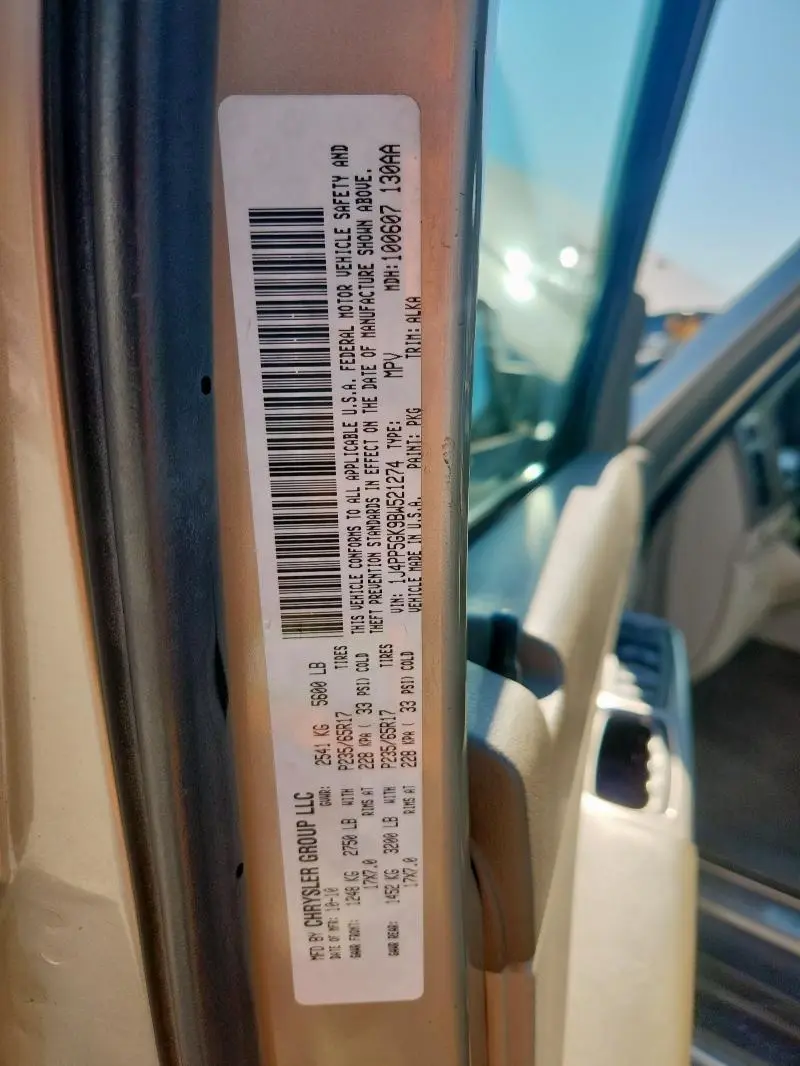 MFD BY CHRYSLER GROUP LLC
DATE OF MFR: 10-10 GVWR: 2541 KG 5600 LB
GAWR FRONT: 1248 KG 2750 LB WITH P235/65R17 TIRES
17X7.0 RIMS AT 228 KPA ( 33 PSI) COLD
GAWR REAR: 1452 KG 3200 LB WITH P235/65R17 TIRES
17X7.0 RIMS AT 228 KPA ( 33 PSI) COLD
THIS VEHICLE CONFORMS TO ALL APPLICABLE U.S.A. FEDERAL MOTOR VEHICLE SAFETY AND
THEFT PREVENTION STANDARDS IN EFFECT ON THE DATE OF MANUFACTURE SHOWN ABOVE.
VIN: 1J4PP5GK9BW521274 TYPE: MPV MDH:100607 130AA
VEHICLE MADE IN U.S.A. PAINT: PKG TRIM: ALKA